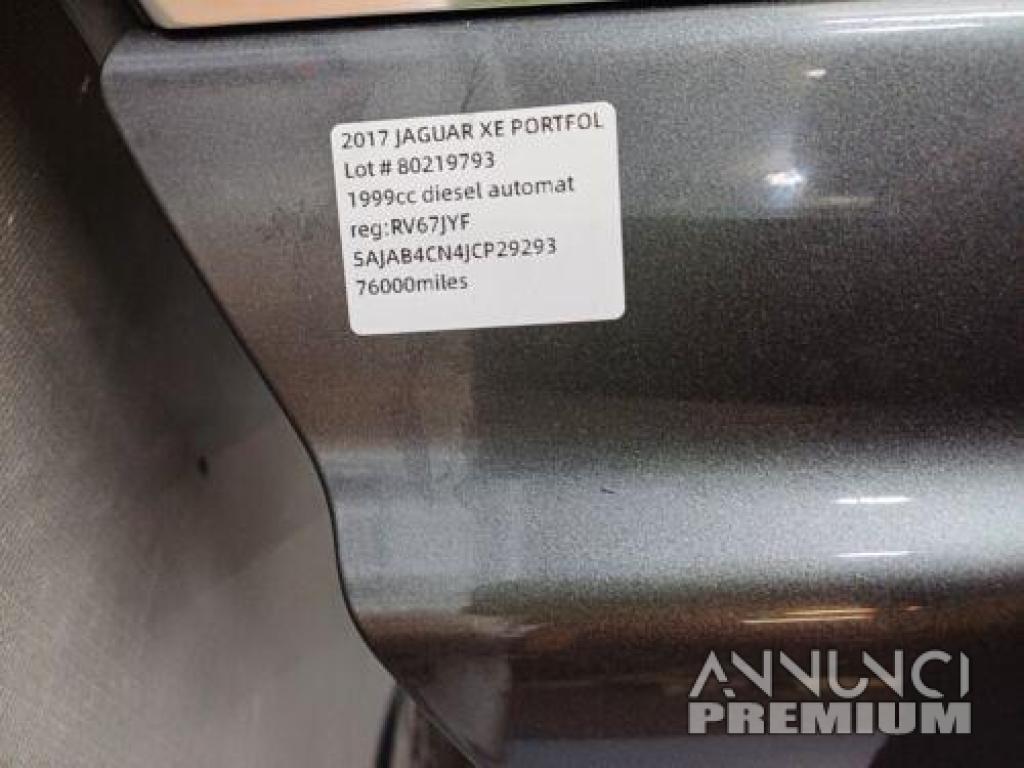 2017 JAGUAR XE PORTFOL
Lot # 80219793
1999cc diesel automat
reg:RV67JYF
SAJAB4CN4JCP29293
76000miles
ANNUNCI
PREMIUM